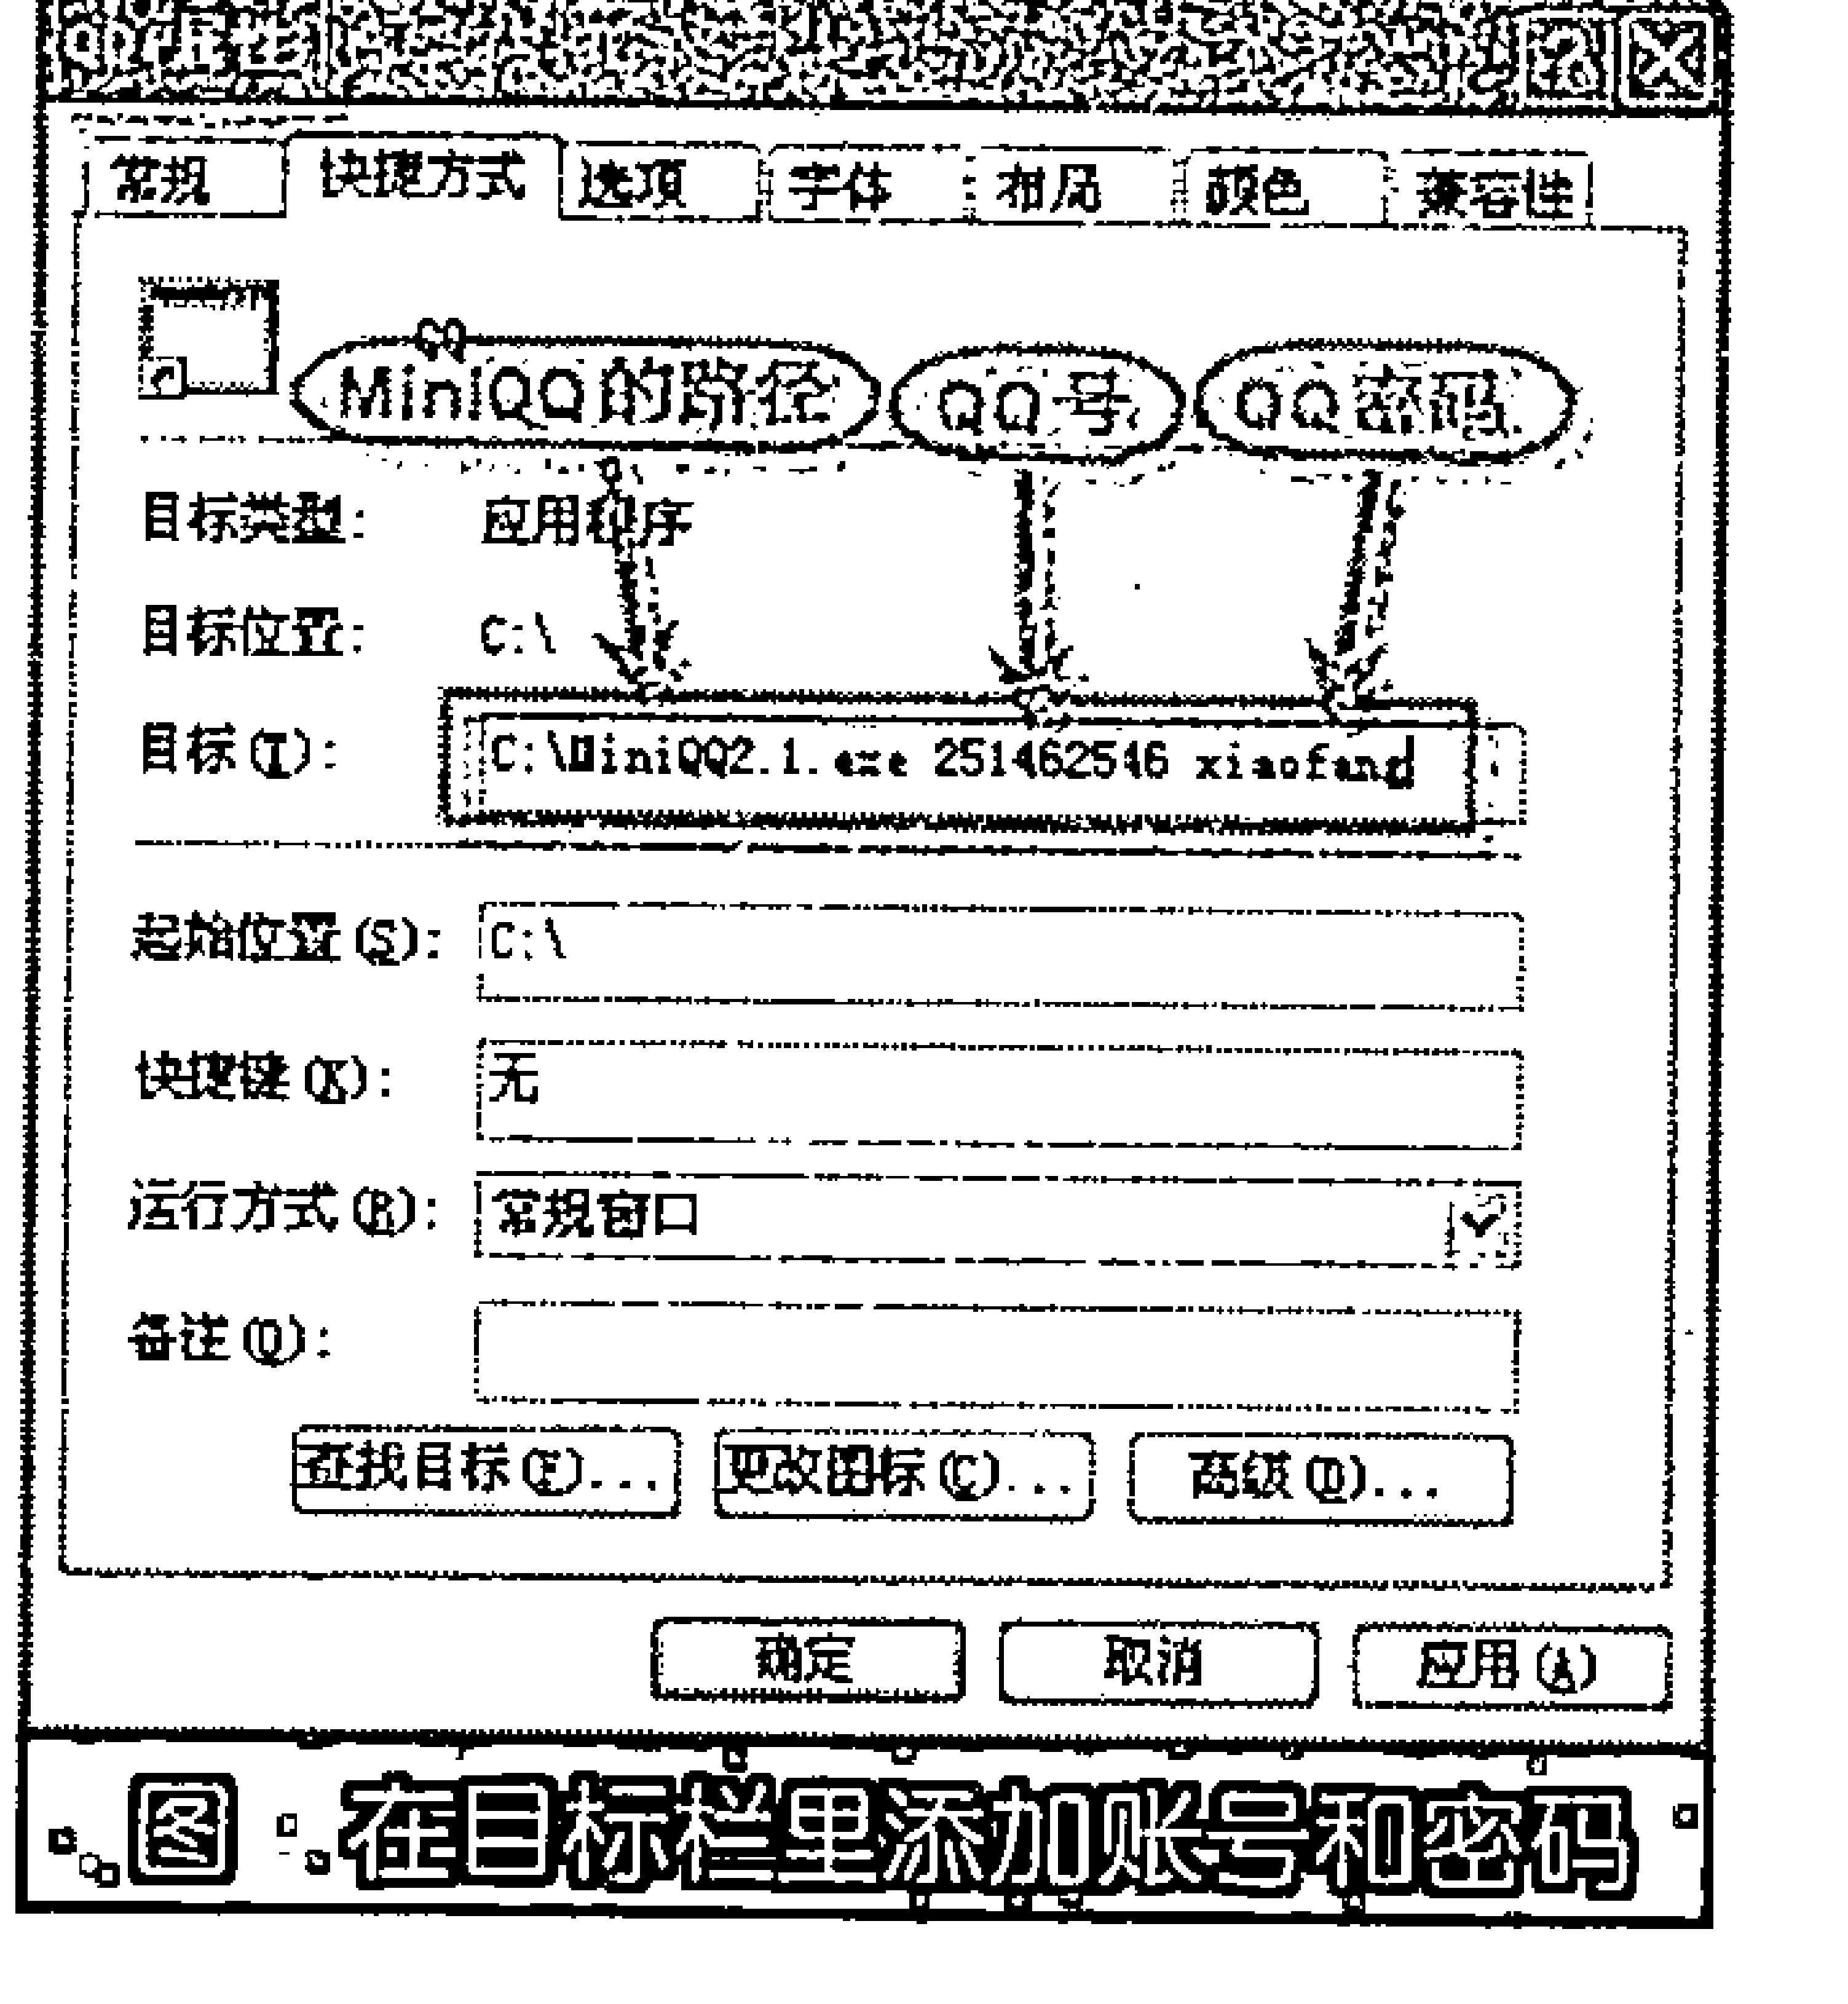 qq 属性
常规 快捷方式 选项 字体 布局 颜色 兼容性
MiniQQ的路径 QQ号 QQ密码
目标类型: 应用程序
目标位置: C:\
目标(T): C:\MiniQQ2.1.exe 251462546 xiaofang
起始位置(S): C:\
快捷键(K): 无
运行方式(R): 常规窗口
备注(O):
查找目标(F)... 更改图标(C)... 高级(D)...
确定 取消 应用(A)
图 在目标栏里添加账号和密码